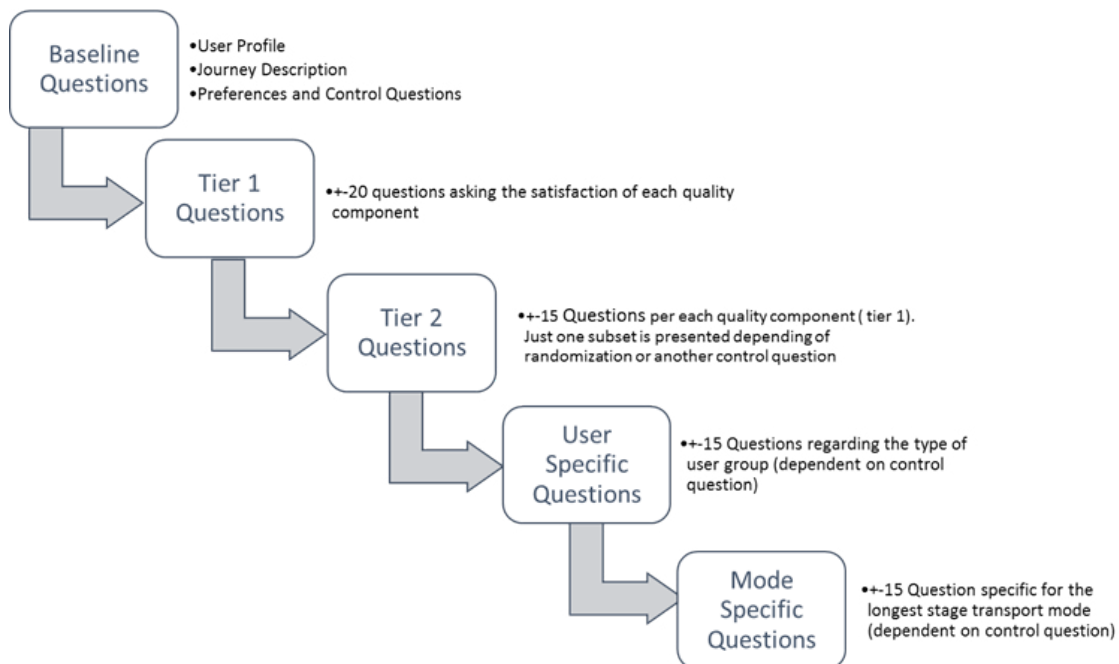 Baseline
Questions
•User Profile
•Journey Description
•Preferences and Control Questions
Tier 1
Questions
•+-20 questions asking the satisfaction of each quality
component
Tier 2
Questions
•+-15 Questions per each quality component ( tier 1).
Just one subset is presented depending of
randomization or another control question
User
Specific
Questions
•+-15 Questions regarding the type of
user group (dependent on control
question)
Mode
Specific
Questions
•+-15 Question specific for the
longest stage transport mode
(dependent on control question)